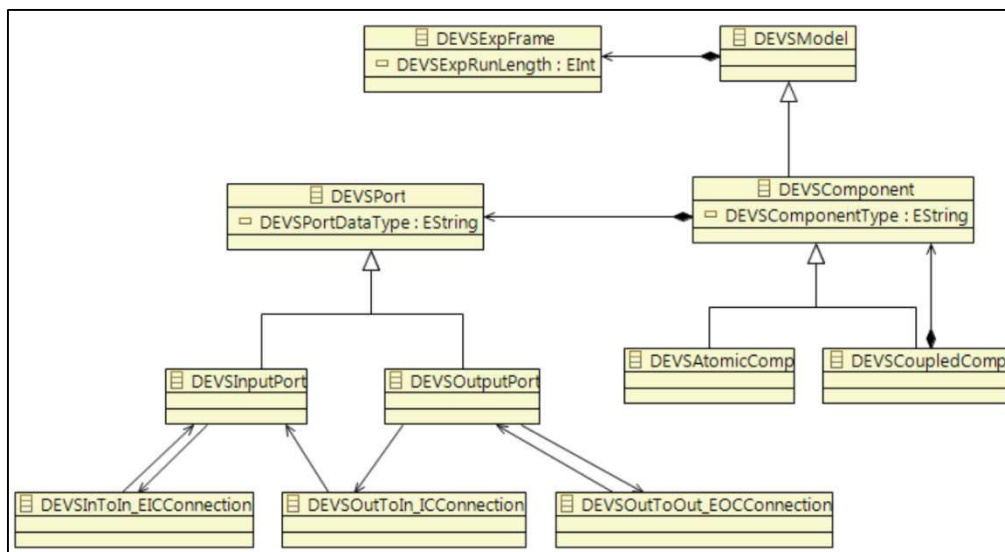 DEVSExpFrame
DEVSExpRunLength : EInt
DEVSModel
DEVSPort
DEVSPortDataType : EString
DEVSComponent
DEVSComponentType : EString
DEVSInputPort
DEVSOutputPort
DEVSAtomicComp
DEVSCoupledComp
DEVSInToIn_EICConnection
DEVSOutToIn_ICConnection
DEVSOutToOut_EOCConnection